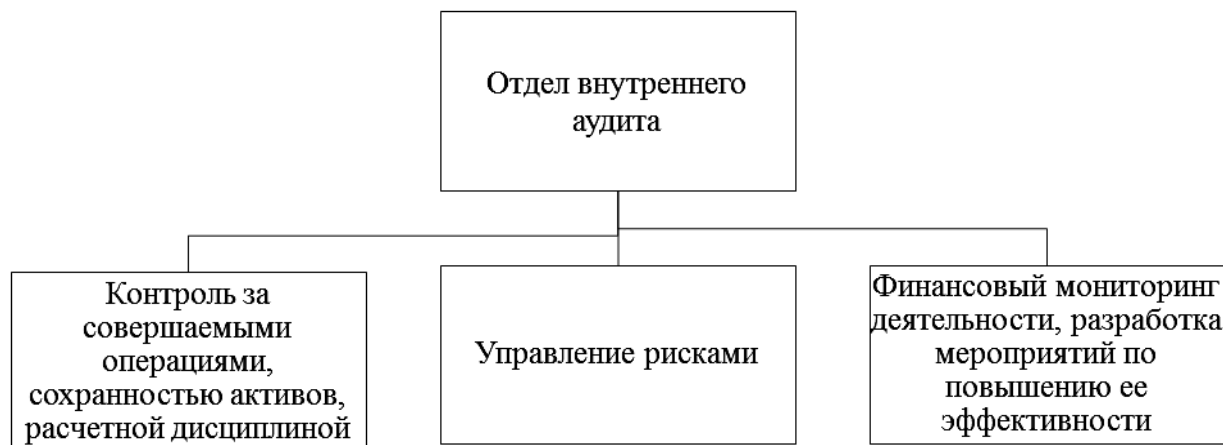 Отдел внутреннего
аудита
Контроль за
совершаемыми
операциями,
сохранностью активов,
расчетной дисциплиной
Управление рисками
Финансовый мониторинг
деятельности, разработка
мероприятий по
повышению ее
эффективности